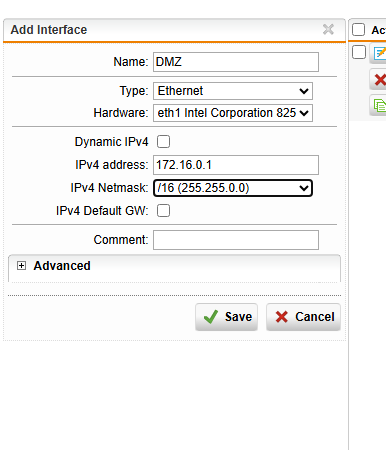 Add Interface
Name: DMZ
Type: Ethernet
Hardware: eth1 Intel Corporation 825
Dynamic IPv4
IPv4 address: 172.16.0.1
IPv4 Netmask: /16 (255.255.0.0)
IPv4 Default GW:
Comment:
Advanced
Save Cancel
Ac